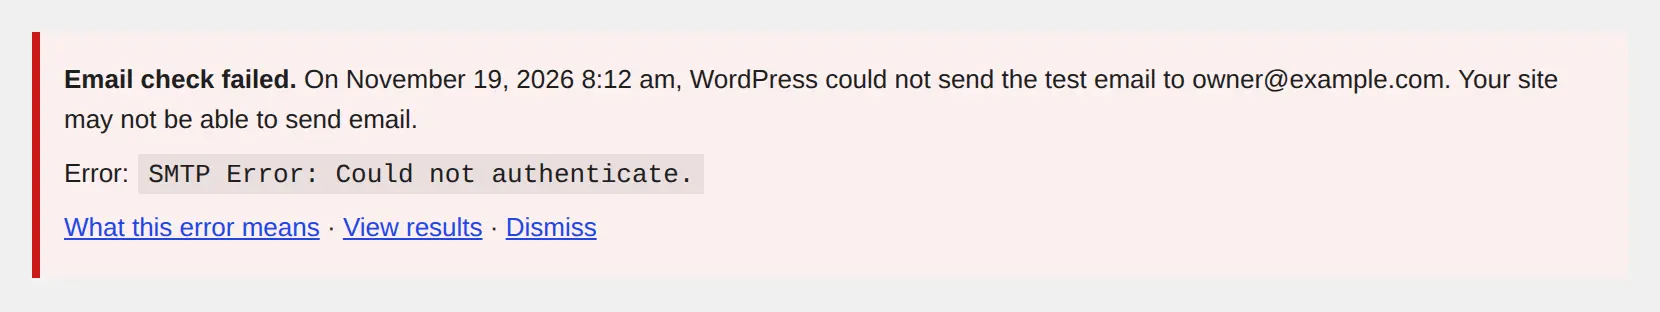 Email check failed. On November 19, 2026 8:12 am, WordPress could not send the test email to owner@example.com. Your site
may not be able to send email.
Error: SMTP Error: Could not authenticate.
What this error means · View results · Dismiss